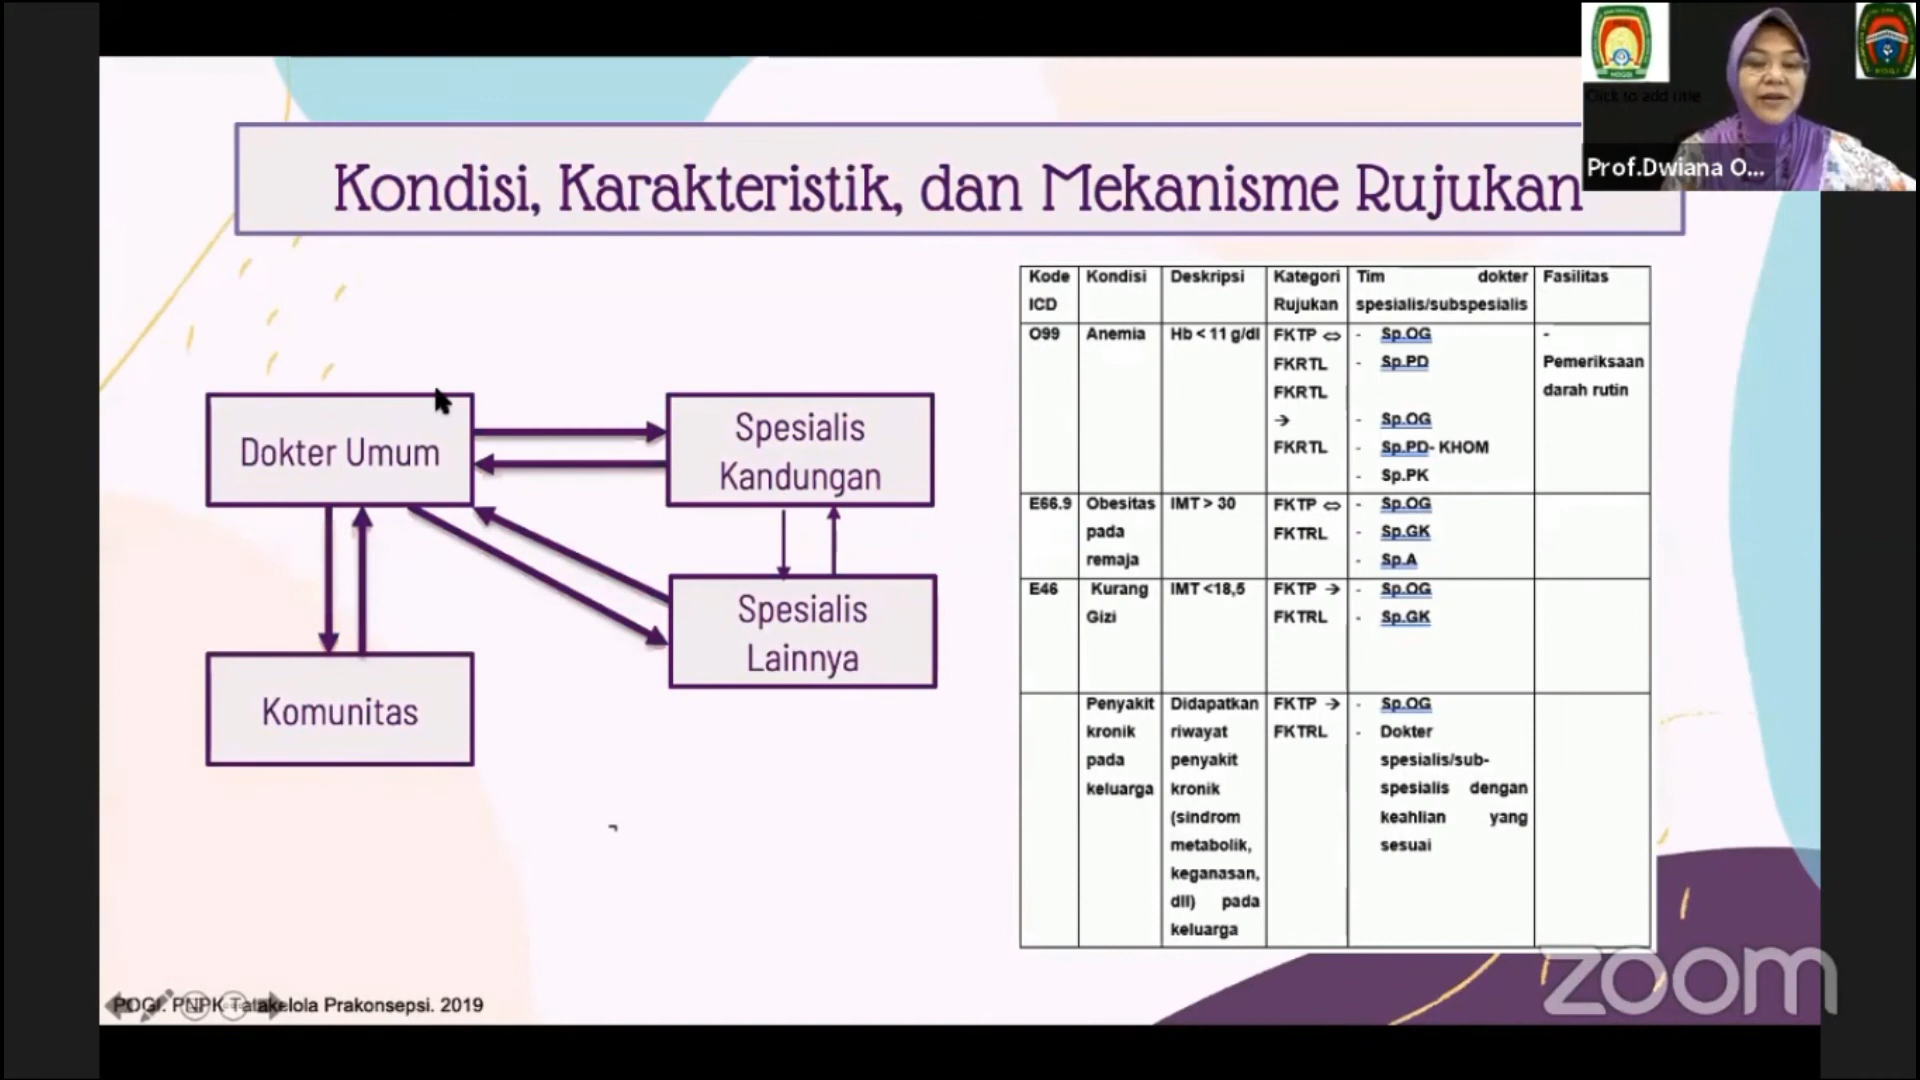 Kondisi, Karakteristik, dan Mekanisme Rujukan
Click to add title
Prof.Dwiana O...
Dokter Umum
Spesialis
Kandungan
Spesialis
Lainnya
Komunitas
Kode ICD
Kondisi
Deskripsi
Kategori Rujukan
Tim dokter spesialis/subspesialis
Fasilitas
O99
Anemia
Hb < 11 g/dl
FKTP ⇔
FKRTL
FKRTL
→
FKRTL
- Sp.OG
- Sp.PD
- Sp.OG
- Sp.PD- KHOM
- Sp.PK
-
Pemeriksaan
darah rutin
E66.9
Obesitas
pada
remaja
IMT > 30
FKTP ⇔
FKTRL
- Sp.OG
- Sp.GK
- Sp.A
E46
Kurang
Gizi
IMT <18,5
FKTP →
FKTRL
- Sp.OG
- Sp.GK
Penyakit
kronik
pada
keluarga
Didapatkan
riwayat
penyakit
kronik
(sindrom
metabolik,
keganasan,
dll) pada
keluarga
FKTP →
FKTRL
- Sp.OG
- Dokter
spesialis/sub-
spesialis dengan
keahlian yang
sesuai
POGI. PNPK Tatakelola Prakonsepsi. 2019
zoom